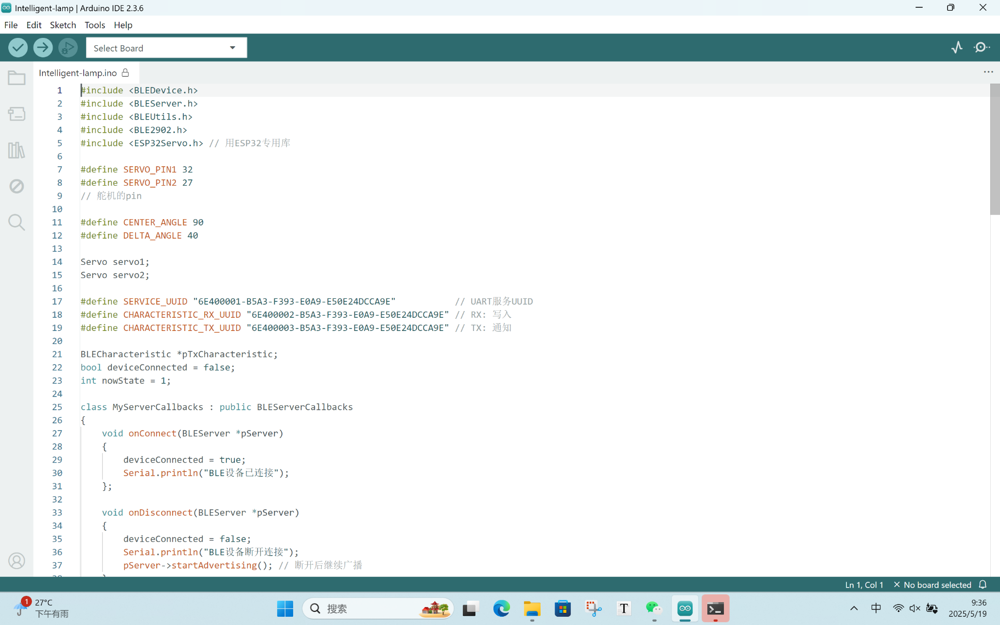 Intelligent-lamp | Arduino IDE 2.3.6
File Edit Sketch Tools Help
Select Board
Intelligent-lamp.ino
1 #include <BLEDevice.h>
2 #include <BLEServer.h>
3 #include <BLEUtils.h>
4 #include <BLE2902.h>
5 #include <ESP32Servo.h> // 用ESP32专用库
6
7 #define SERVO_PIN1 32
8 #define SERVO_PIN2 27
9 // 舵机的pin
10
11 #define CENTER_ANGLE 90
12 #define DELTA_ANGLE 40
13
14 Servo servo1;
15 Servo servo2;
16
17 #define SERVICE_UUID "6E400001-B5A3-F393-E0A9-E50E24DCCA9E" // UART服务UUID
18 #define CHARACTERISTIC_RX_UUID "6E400002-B5A3-F393-E0A9-E50E24DCCA9E" // RX: 写入
19 #define CHARACTERISTIC_TX_UUID "6E400003-B5A3-F393-E0A9-E50E24DCCA9E" // TX: 通知
20
21 BLECharacteristic *pTxCharacteristic;
22 bool deviceConnected = false;
23 int nowState = 1;
24
25 class MyServerCallbacks : public BLEServerCallbacks
26 {
27 void onConnect(BLEServer *pServer)
28 {
29 deviceConnected = true;
30 Serial.println("BLE设备已连接");
31 };
32
33 void onDisconnect(BLEServer *pServer)
34 {
35 deviceConnected = false;
36 Serial.println("BLE设备断开连接");
37 pServer->startAdvertising(); // 断开后继续广播
Ln 1, Col 1 × No board selected
1 27°C
下午有雨
搜索
T
中
9:36
2025/5/19